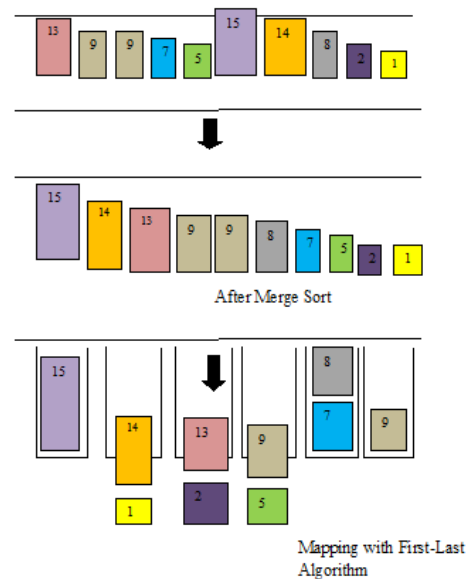 13 9 9 7 5 15 14 8 2 1
15 14 13 9 9 8 7 5 2 1
After Merge Sort
15 14 13 9 8 9
7
1 2 5
Mapping with First-Last
Algorithm